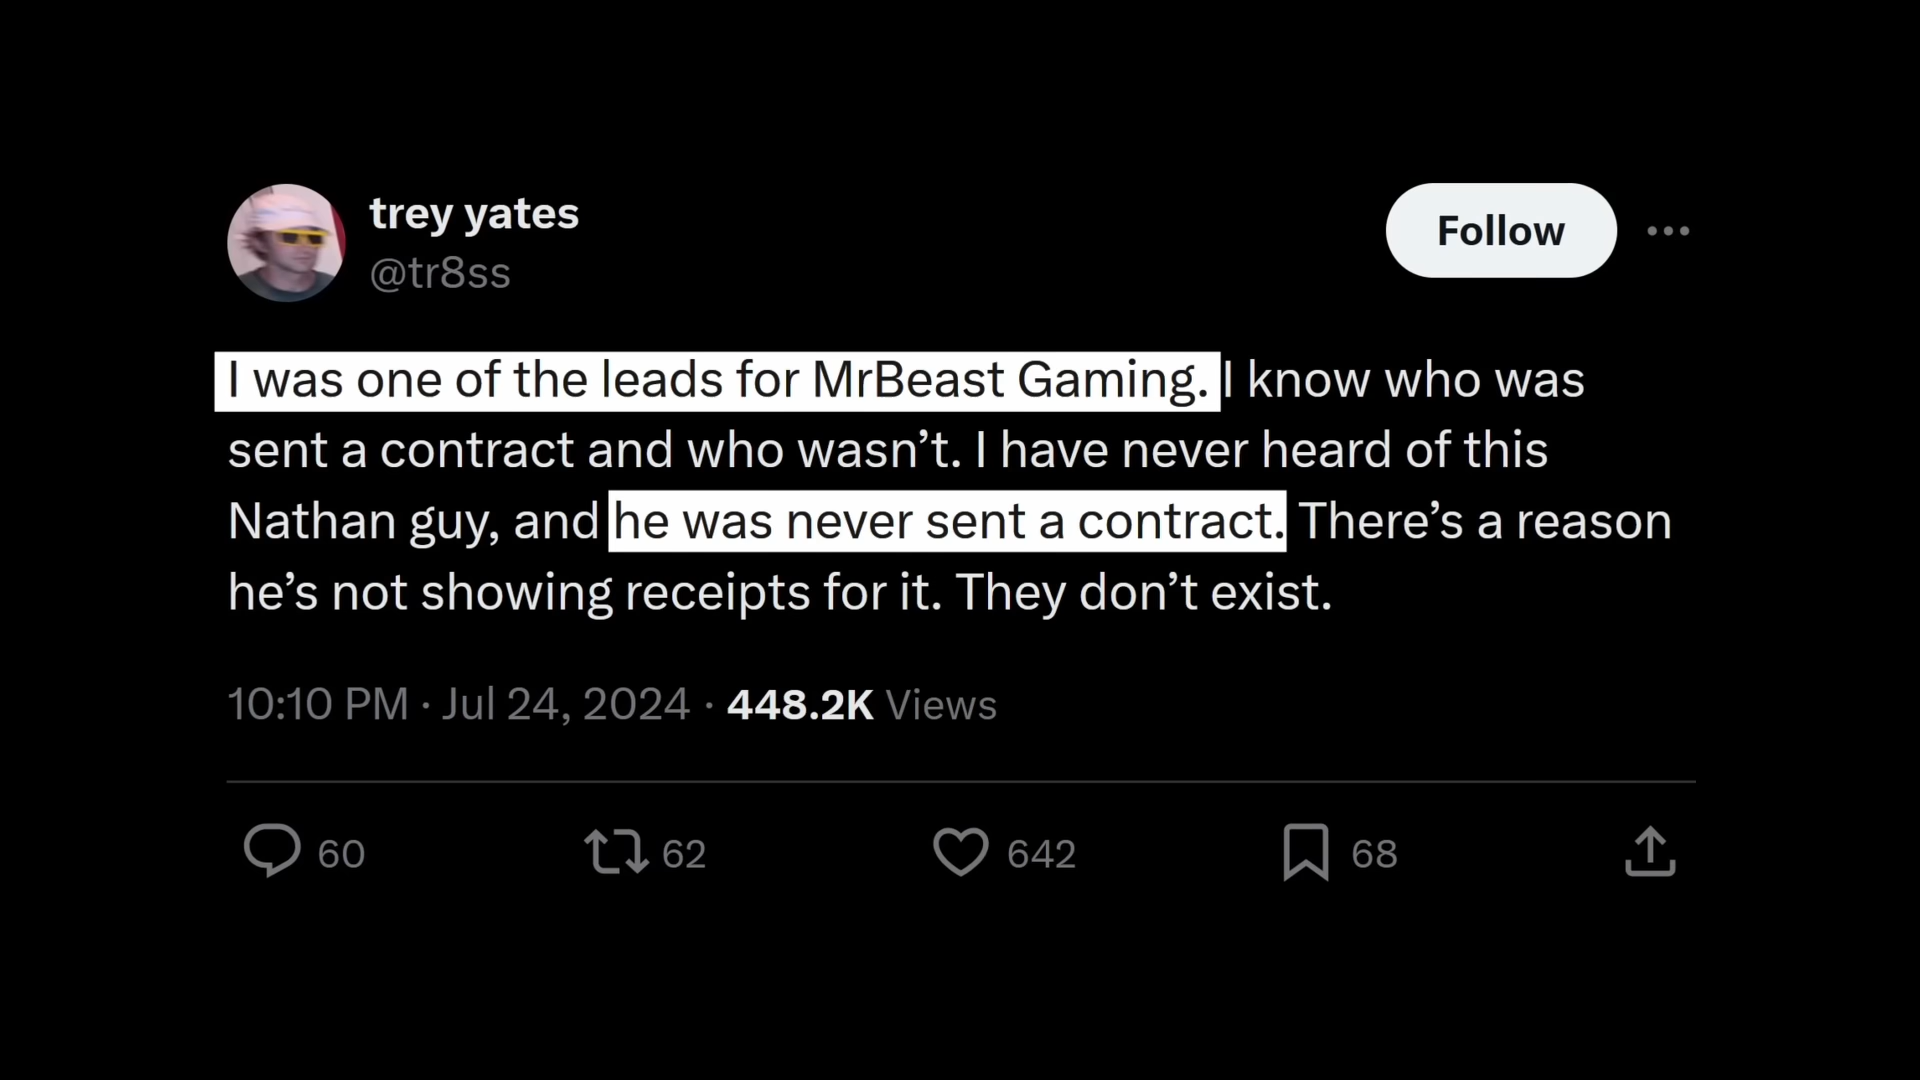 trey yates
@tr8ss
Follow
I was one of the leads for MrBeast Gaming. I know who was
sent a contract and who wasn’t. I have never heard of this
Nathan guy, and he was never sent a contract. There’s a reason
he’s not showing receipts for it. They don’t exist.
10:10 PM · Jul 24, 2024 · 448.2K Views
60 62 642 68